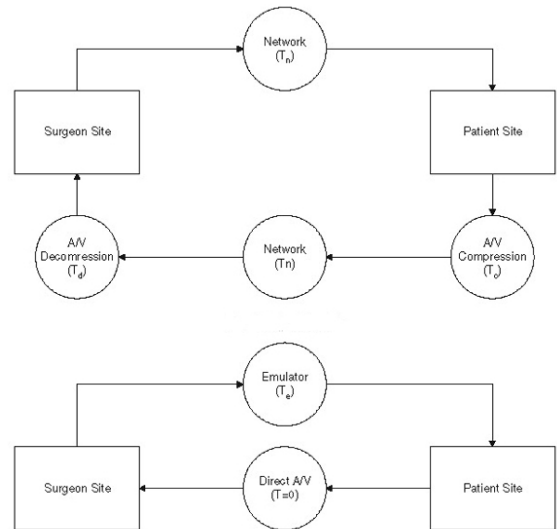 Network
(Tn)
Surgeon Site
Patient Site
A/V
Decomression
(Td)
Network
(Tn)
A/V
Compression
(Tc)
Emulator
(Te)
Surgeon Site
Direct A/V
(T=0)
Patient Site